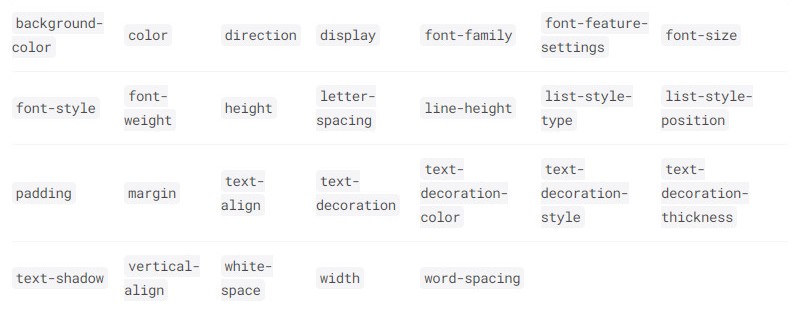 background-color color direction display font-family font-feature-settings font-size
font-style font-weight height letter-spacing line-height list-style-type list-style-position
padding margin text-align text-decoration text-decoration-color text-decoration-style text-decoration-thickness
text-shadow vertical-align white-space width word-spacing